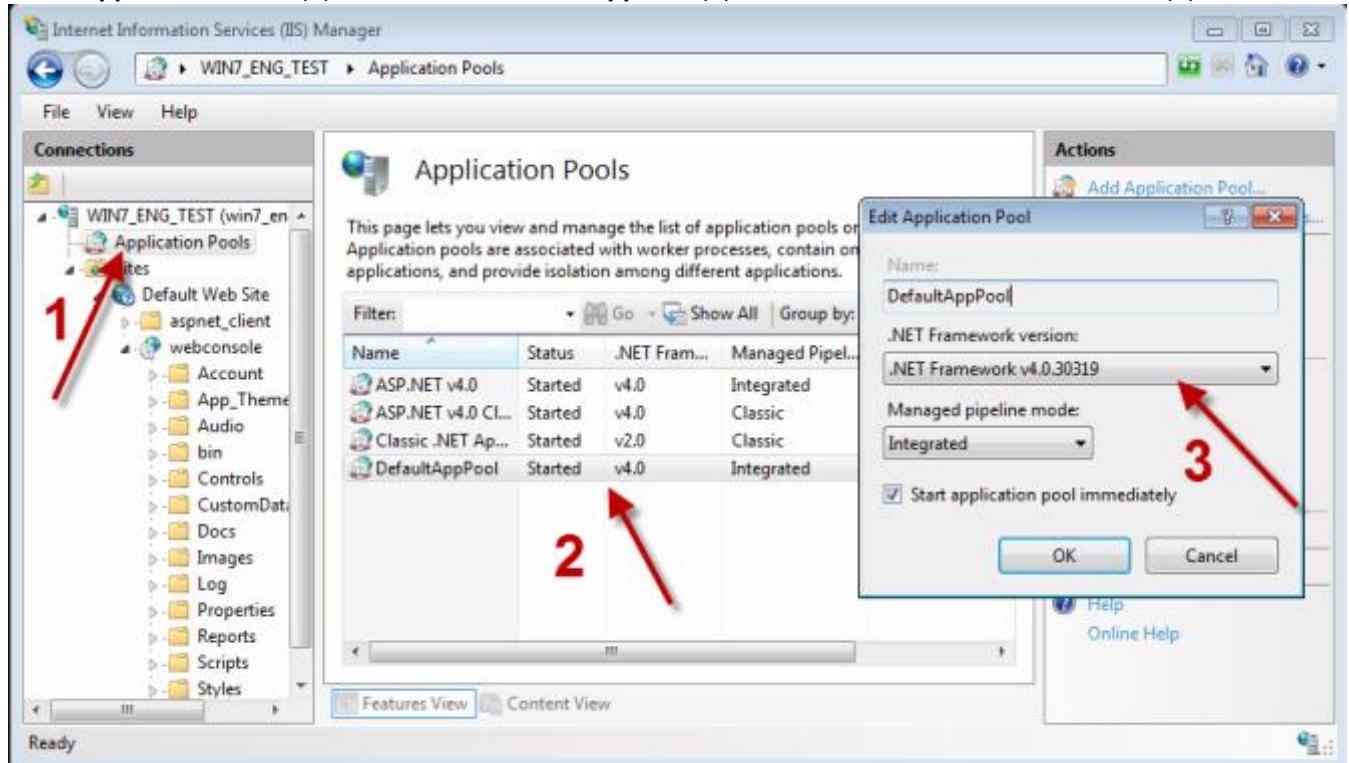 Internet Information Services (IIS) Manager
WIN7_ENG_TEST Application Pools
File View Help
Connections
WIN7_ENG_TEST (win7_en
Application Pools
ites
Default Web Site
aspnet_client
webconsole
Account
App_Theme
Audio
bin
Controls
CustomDat
Docs
Images
Log
Properties
Reports
Scripts
Styles
1
Application Pools
This page lets you view and manage the list of application pools or
Application pools are associated with worker processes, contain on
applications, and provide isolation among different applications.
Filter: Go Show All Group by:
Name Status .NET Fram... Managed Pipel...
ASP.NET v4.0 Started v4.0 Integrated
ASP.NET v4.0 Cl... Started v4.0 Classic
Classic .NET Ap... Started v2.0 Classic
DefaultAppPool Started v4.0 Integrated
2
Features View Content View
Actions
Add Application Pool...
Edit Application Pool
Name:
DefaultAppPool
.NET Framework version:
.NET Framework v4.0.30319
Managed pipeline mode:
Integrated
3
Start application pool immediately
OK Cancel
Help
Online Help
Ready